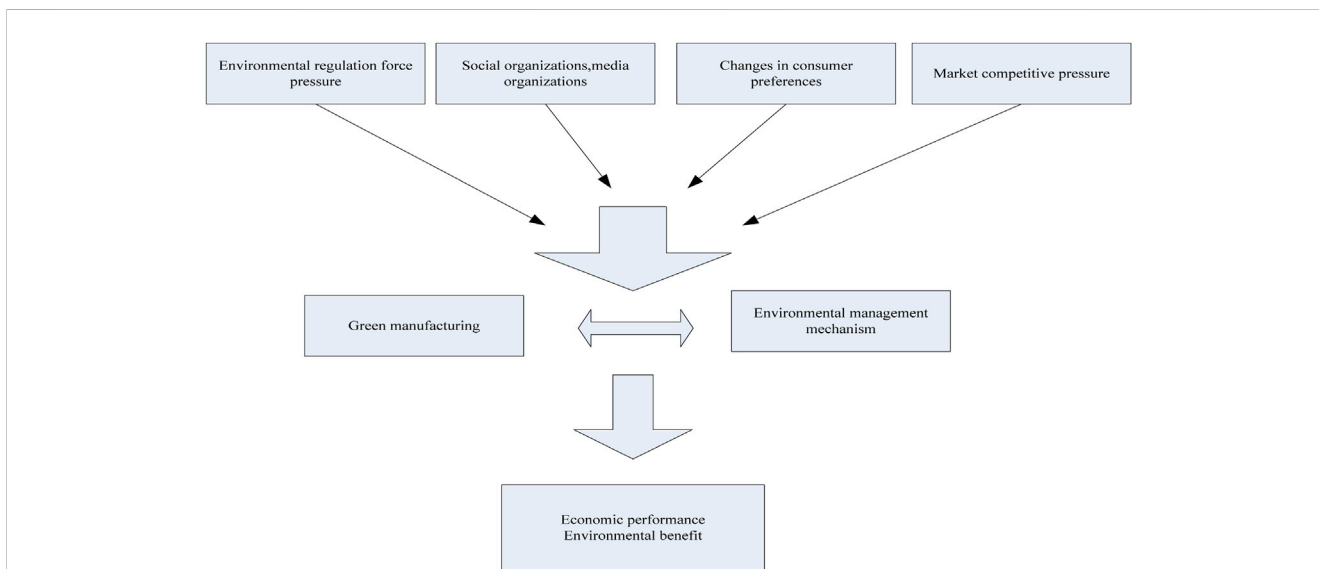 Environmental regulation force
pressure
Social organizations,media
organizations
Changes in consumer
preferences
Market competitive pressure
Green manufacturing
Environmental management
mechanism
Economic performance
Environmental benefit